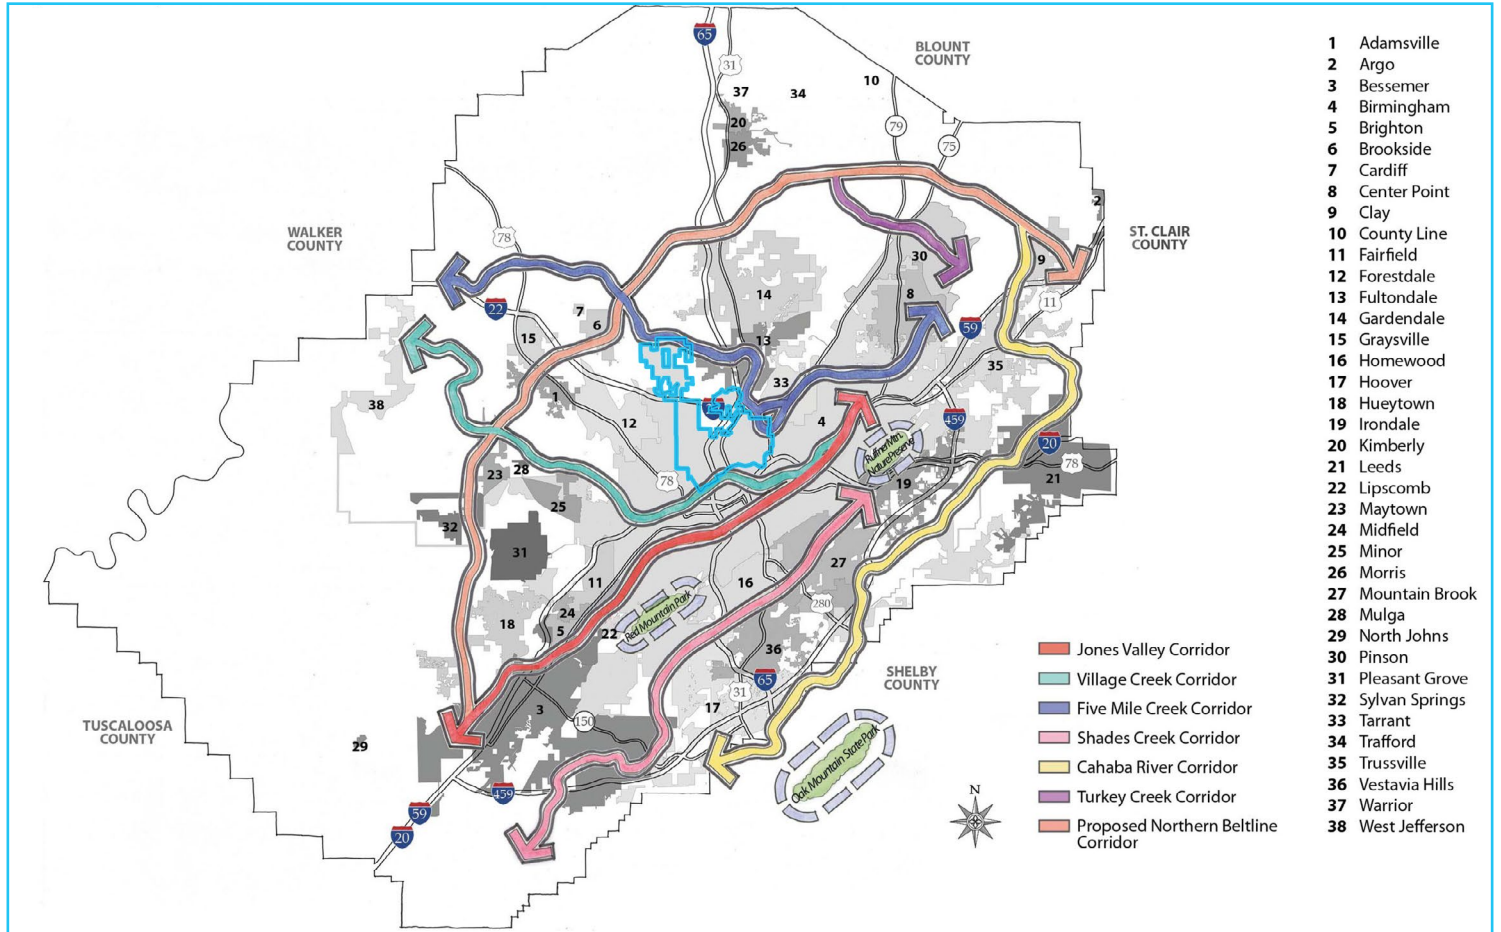 BLOUNT
COUNTY
WALKER
COUNTY
ST. CLAIR
COUNTY
SHELBY
COUNTY
TUSCALOOSA
COUNTY
65
31
37
34
10
20
26
79
75
2
78
30
9
11
14
8
22
7
6
15
13
59
35
33
38
1
12
4
459
20
78
21
Ruffner Mtn.
Nature Preserve
19
23
28
78
25
32
31
27
11
16
280
24
18
5
22
Red Mountain Park
36
65
31
17
3
150
29
Oak Mountain State Park
459
59
20
N
1 Adamsville
2 Argo
3 Bessemer
4 Birmingham
5 Brighton
6 Brookside
7 Cardiff
8 Center Point
9 Clay
10 County Line
11 Fairfield
12 Forestdale
13 Fultondale
14 Gardendale
15 Graysville
16 Homewood
17 Hoover
18 Hueytown
19 Irondale
20 Kimberly
21 Leeds
22 Lipscomb
23 Maytown
24 Midfield
25 Minor
26 Morris
27 Mountain Brook
28 Mulga
29 North Johns
30 Pinson
31 Pleasant Grove
32 Sylvan Springs
33 Tarrant
34 Trafford
35 Trussville
36 Vestavia Hills
37 Warrior
38 West Jefferson
Jones Valley Corridor
Village Creek Corridor
Five Mile Creek Corridor
Shades Creek Corridor
Cahaba River Corridor
Turkey Creek Corridor
Proposed Northern Beltline
Corridor